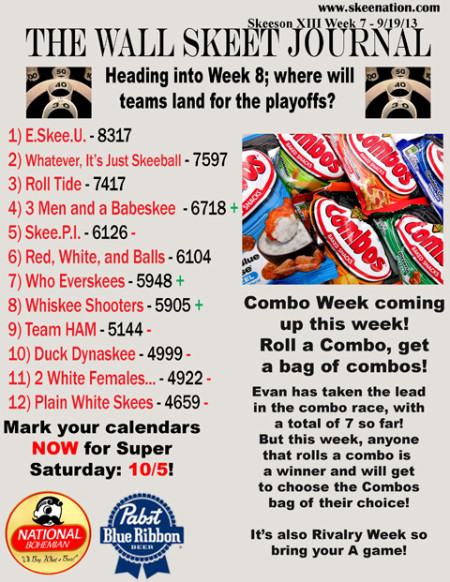 www.skeenation.com
Skeeson XIII Week 7 - 9/19/13
THE WALL SKEET JOURNAL
Heading into Week 8; where will
teams land for the playoffs?
1) E.Skee.U. - 8317
2) Whatever, It's Just Skeeball - 7597
3) Roll Tide - 7417
4) 3 Men and a Babeskee - 6718 +
5) Skee.P.I. - 6126 -
6) Red, White, and Balls - 6104
7) Who Everskees - 5948 +
8) Whiskee Shooters - 5905 +
9) Team HAM - 5144 -
10) Duck Dynaskee - 4999 -
11) 2 White Females... - 4922 -
12) Plain White Skees - 4659 -
Mark your calendars
NOW for Super
Saturday: 10/5!
NATIONAL
BOHEMIAN
"Oh Boy, What a Beer!"
Pabst
Blue Ribbon
BEER
Combos
Combos
Combos
Combo Week coming
up this week!
Roll a Combo, get
a bag of combos!
Evan has taken the lead
in the combo race, with
a total of 7 so far!
But this week, anyone
that rolls a combo is
a winner and will get
to choose the Combos
bag of their choice!
It's also Rivalry Week so
bring your A game!